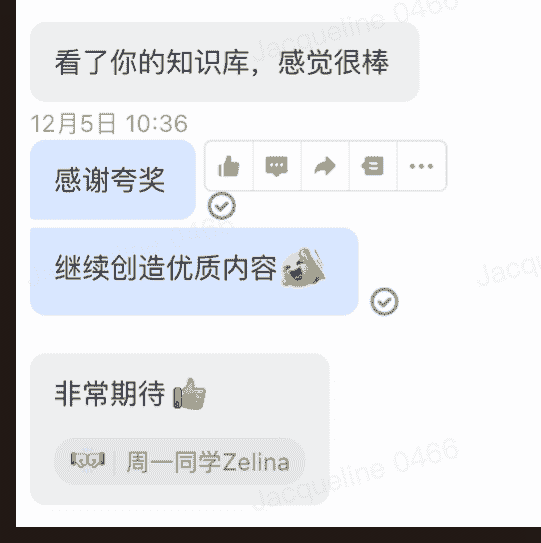 Jacqueline 0466
看了你的知识库，感觉很棒
12月5日 10:36
感谢夸奖
继续创造优质内容
非常期待
周一同学Zelina
Jacqueline 0466